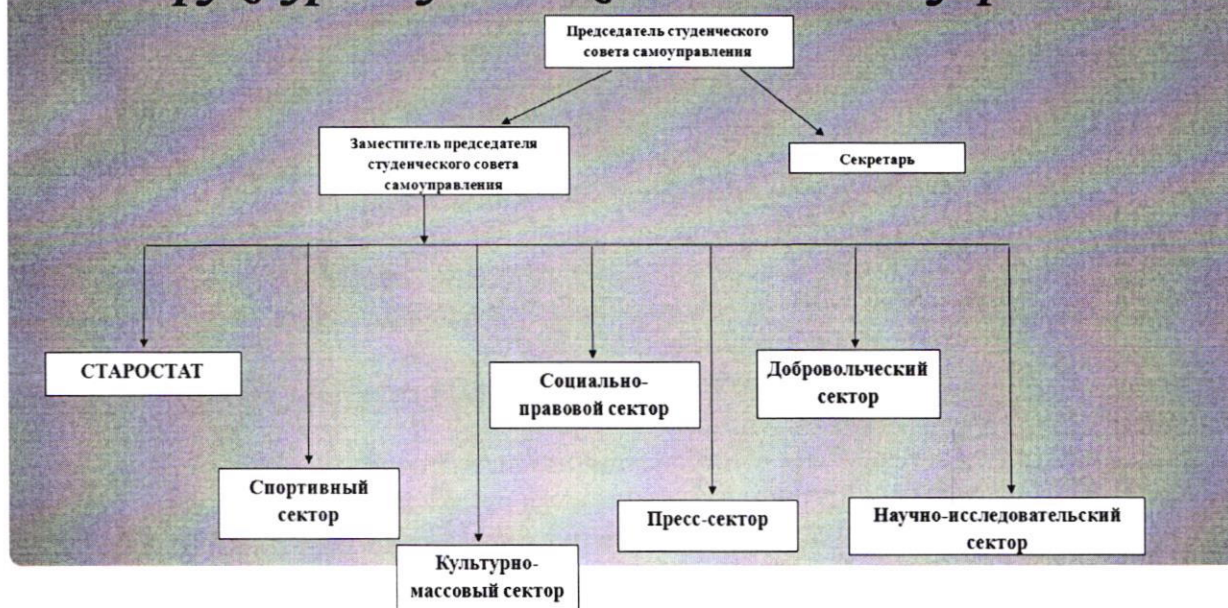 Председатель студенческого
совета самоуправления
Заместитель председателя
студенческого совета
самоуправления
Секретарь
СТАРОСТАТ
Социально-
правовой сектор
Добровольческий
сектор
Спортивный
сектор
Пресс-сектор
Научно-исследовательский
сектор
Культурно-
массовый сектор